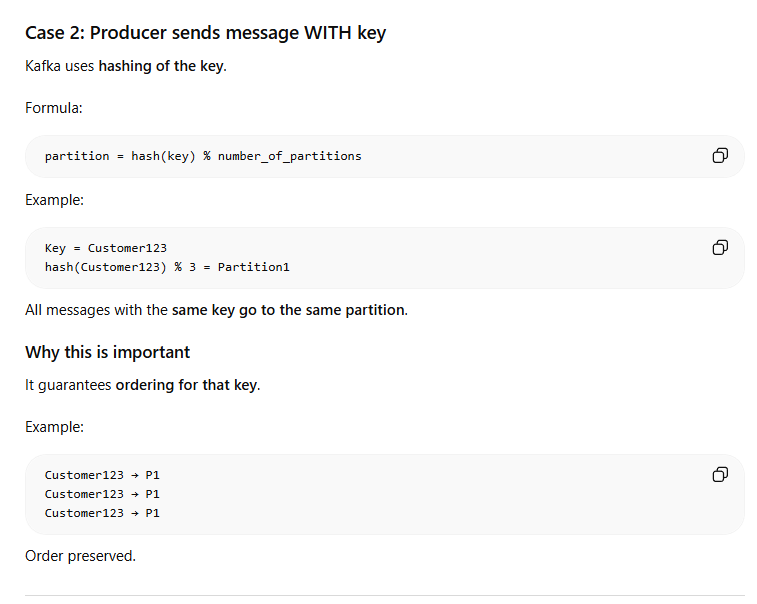 Case 2: Producer sends message WITH key
Kafka uses hashing of the key.
Formula:
partition = hash(key) % number_of_partitions
Example:
Key = Customer123
hash(Customer123) % 3 = Partition1
All messages with the same key go to the same partition.
Why this is important
It guarantees ordering for that key.
Example:
Customer123 → P1
Customer123 → P1
Customer123 → P1
Order preserved.